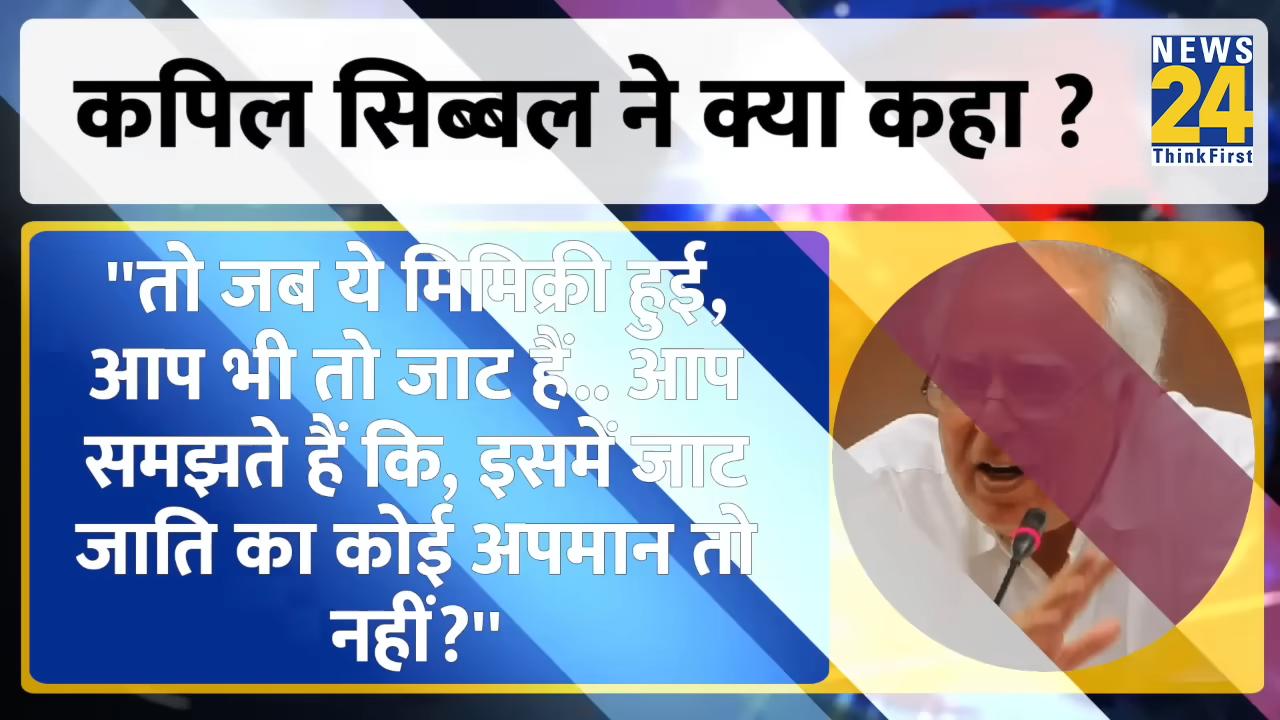 कपिल सिब्बल ने क्या कहा ?
NEWS
24
ThinkFirst
"तो जब ये मिमिक्री हुई,
आप भी तो जाट हैं.. आप
समझते हैं कि, इसमें जाट
जाति का कोई अपमान तो
नहीं?"